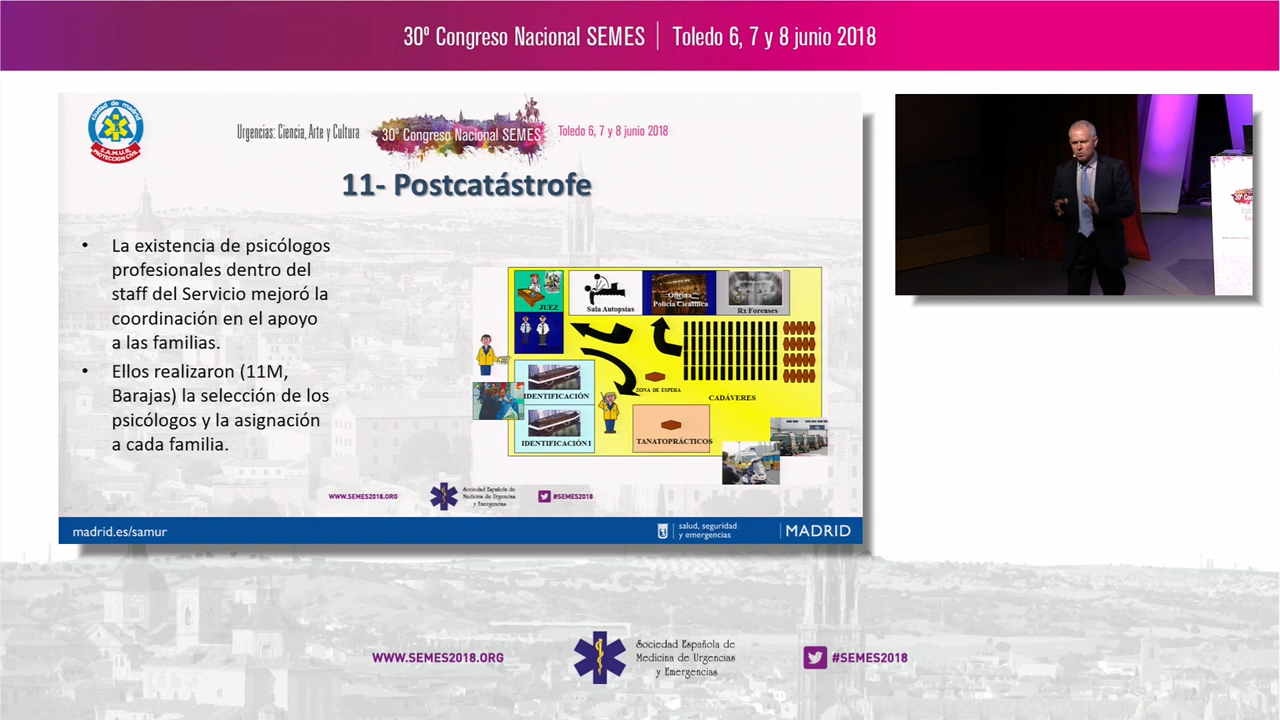 30º Congreso Nacional SEMES | Toledo 6, 7 y 8 junio 2018
ciudad de madrid
S.A.M.U.R.
PROTECCION CIVIL
Urgencias: Ciencia, Arte y Cultura
30º Congreso Nacional SEMES
Toledo 6, 7 y 8 junio 2018
11- Postcatástrofe
• La existencia de psicólogos
profesionales dentro del
staff del Servicio mejoró la
coordinación en el apoyo
a las familias.
• Ellos realizaron (11M,
Barajas) la selección de los
psicólogos y la asignación
a cada familia.
JUEZ
Sala Autopsias
Oficina
Policía Científica
Rx Forenses
IDENTIFICACIÓN
IDENTIFICACIÓN I
ZONA DE ESPERA
CADÁVERES
TANATOPRÁCTICOS
WWW.SEMES2018.ORG
Sociedad Española de
Medicina de Urgencias
y Emergencias
#SEMES2018
madrid.es/samur
salud, seguridad
y emergencias
MADRID
WWW.SEMES2018.ORG
Sociedad Española de
Medicina de Urgencias
y Emergencias
#SEMES2018